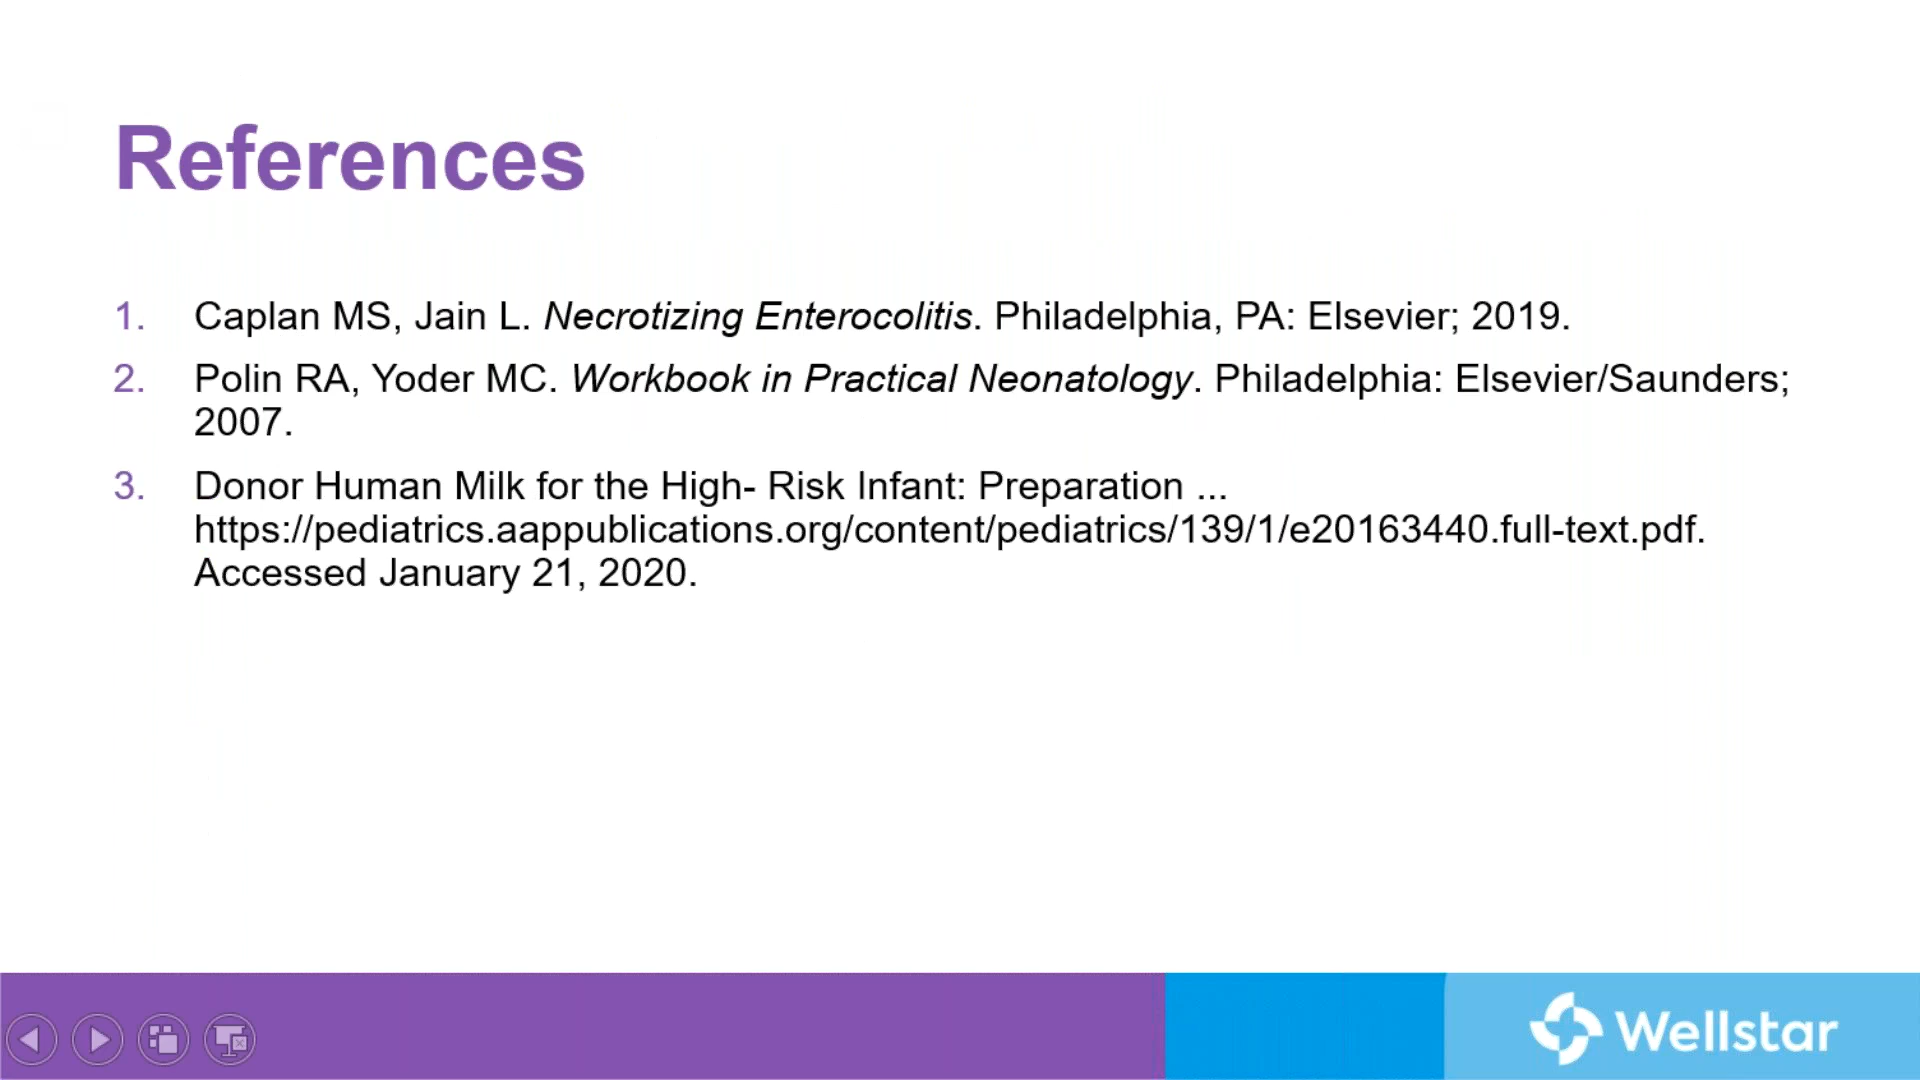 References
1. Caplan MS, Jain L. Necrotizing Enterocolitis. Philadelphia, PA: Elsevier; 2019.
2. Polin RA, Yoder MC. Workbook in Practical Neonatology. Philadelphia: Elsevier/Saunders;
2007.
3. Donor Human Milk for the High- Risk Infant: Preparation ...
https://pediatrics.aappublications.org/content/pediatrics/139/1/e20163440.full-text.pdf.
Accessed January 21, 2020.
Wellstar